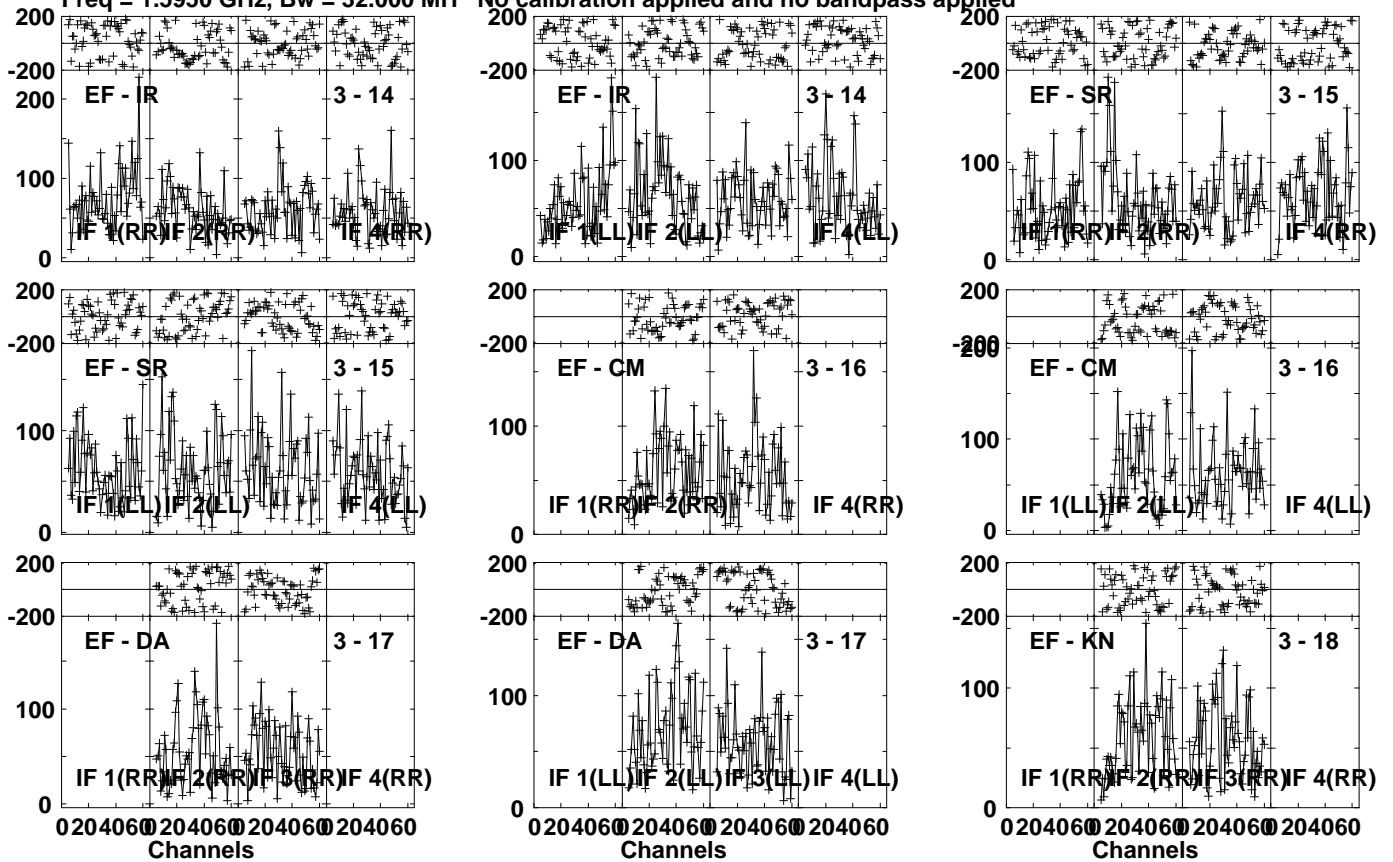 Freq = 1.5950 GHz, Bw = 32.000 MH No calibration applied and no bandpass applied
200
-200
EF - IR 3 - 14
200
100
0
IF 1(RR) IF 2(RR) IF 4(RR)
200
-200
EF - IR 3 - 14
100
0
IF 1(LL) IF 2(LL) IF 4(LL)
200
-200
EF - SR 3 - 15
100
0
IF 1(RR) IF 2(RR) IF 4(RR)
200
-200
EF - SR 3 - 15
100
0
IF 1(LL) IF 2(LL) IF 4(LL)
200
-200
EF - CM 3 - 16
100
0
IF 1(RR) IF 2(RR) IF 4(RR)
200
-200
200
EF - CM 3 - 16
100
0
IF 1(LL) IF 2(LL) IF 4(LL)
200
-200
EF - DA 3 - 17
100
0
IF 1(RR) IF 2(RR) IF 3(RR) IF 4(RR)
0 20 40 60 0 20 40 60 0 20 40 60 0 20 40 60
Channels
200
-200
EF - DA 3 - 17
100
0
IF 1(LL) IF 2(LL) IF 3(LL) IF 4(LL)
0 20 40 60 0 20 40 60 0 20 40 60 0 20 40 60
Channels
200
-200
EF - KN 3 - 18
100
0
IF 1(RR) IF 2(RR) IF 3(RR) IF 4(RR)
0 20 40 60 0 20 40 60 0 20 40 60 0 20 40 60
Channels